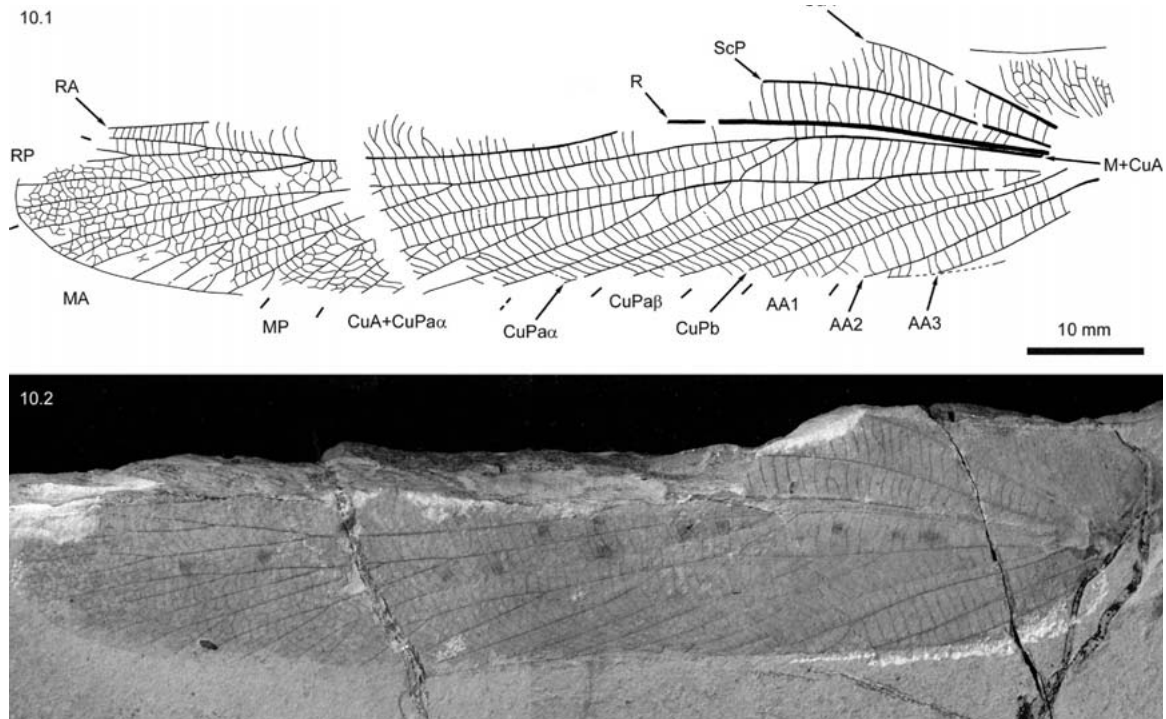 10.1
ScP
R
RA
RP
M+CuA
MA
MP
CuA+CuPaα
CuPaα
CuPaβ
CuPb
AA1
AA2
AA3
10 mm
10.2